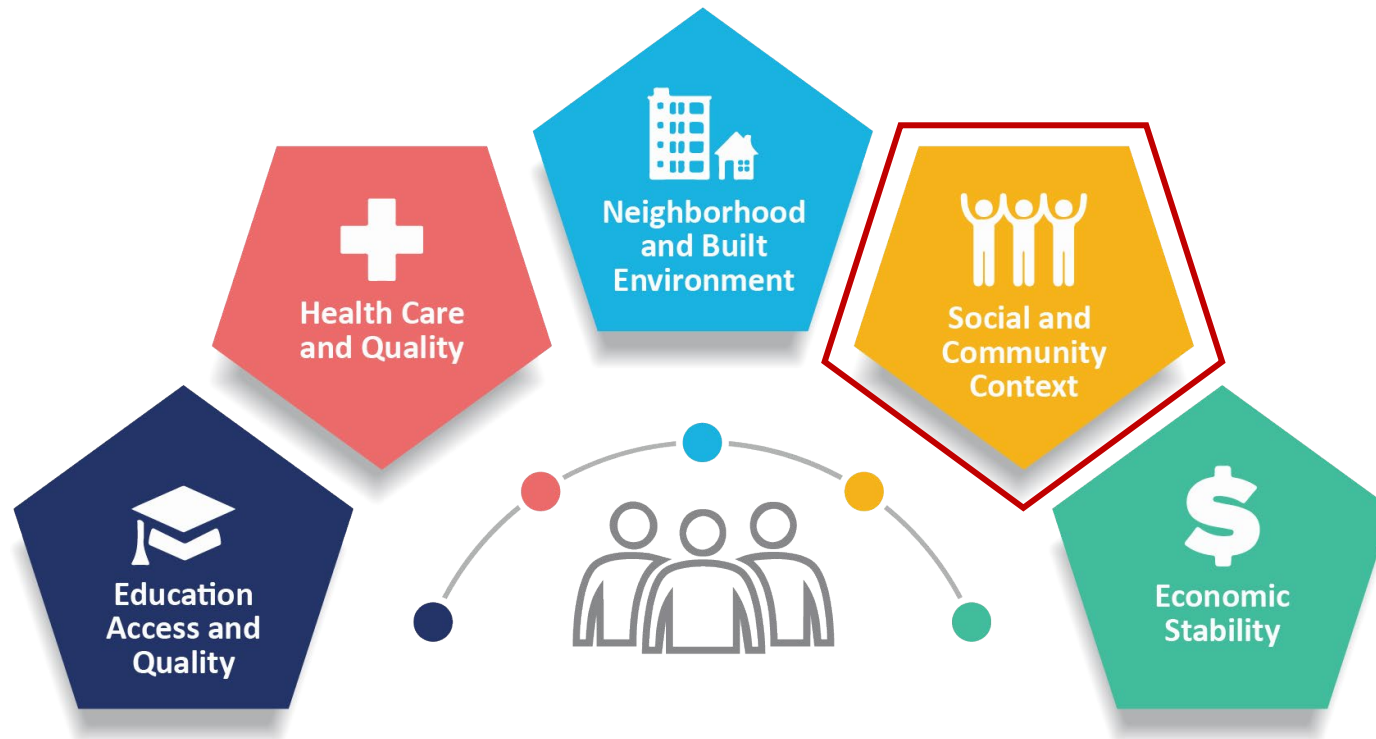 Education
Access and
Quality
Health Care
and Quality
Neighborhood
and Built
Environment
Social and
Community
Context
$
Economic
Stability